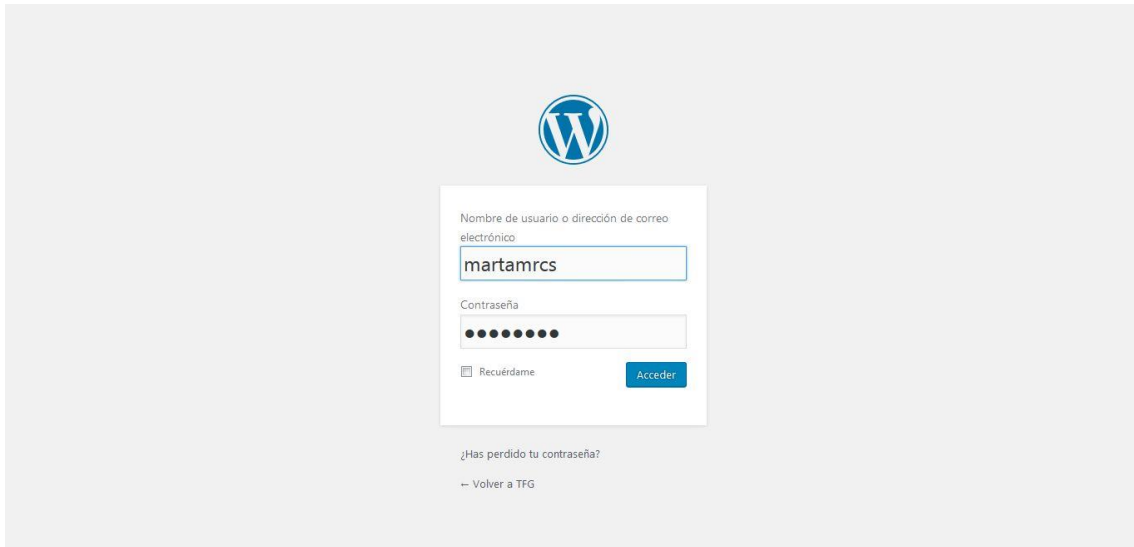 Nombre de usuario o dirección de correo
electrónico
martamrcs
Contraseña
●●●●●●●●
Recuérdame
Acceder
¿Has perdido tu contraseña?
← Volver a TFG